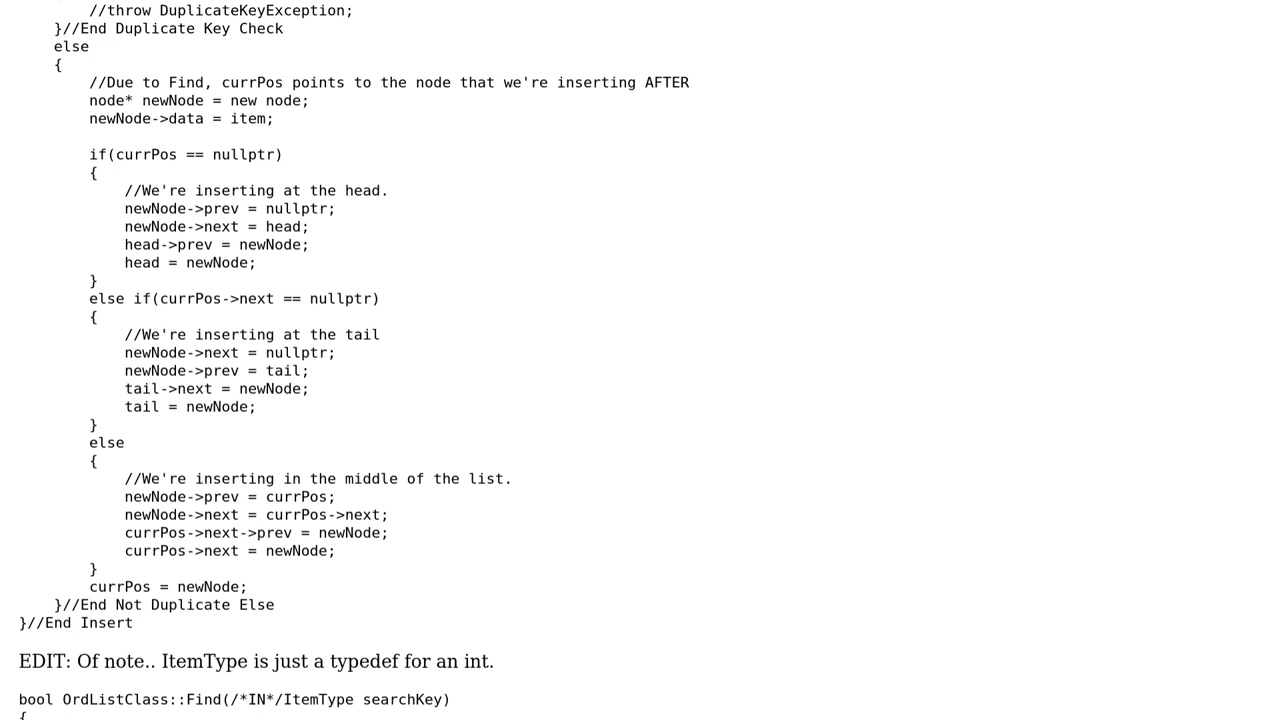 //throw DuplicateKeyException;
    }//End Duplicate Key Check
    else
    {
        //Due to Find, currPos points to the node that we're inserting AFTER
        node* newNode = new node;
        newNode->data = item;

        if(currPos == nullptr)
        {
            //We're inserting at the head.
            newNode->prev = nullptr;
            newNode->next = head;
            head->prev = newNode;
            head = newNode;
        }
        else if(currPos->next == nullptr)
        {
            //We're inserting at the tail
            newNode->next = nullptr;
            newNode->prev = tail;
            tail->next = newNode;
            tail = newNode;
        }
        else
        {
            //We're inserting in the middle of the list.
            newNode->prev = currPos;
            newNode->next = currPos->next;
            currPos->next->prev = newNode;
            currPos->next = newNode;
        }
        currPos = newNode;
    }//End Not Duplicate Else
}//End Insert
EDIT: Of note.. ItemType is just a typedef for an int.
bool OrdListClass::Find(/*IN*/ItemType searchKey)
{